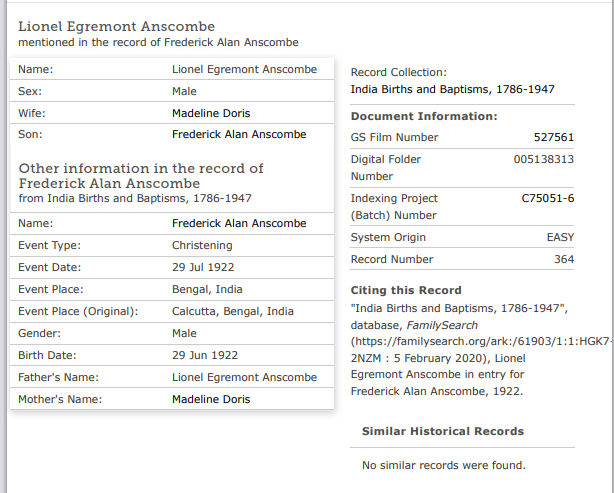 Lionel Egremont Anscombe
mentioned in the record of Frederick Alan Anscombe
Name: Lionel Egremont Anscombe
Sex: Male
Wife: Madeline Doris
Son: Frederick Alan Anscombe
Other information in the record of
Frederick Alan Anscombe
from India Births and Baptisms, 1786-1947
Name: Frederick Alan Anscombe
Event Type: Christening
Event Date: 29 Jul 1922
Event Place: Bengal, India
Event Place (Original): Calcutta, Bengal, India
Gender: Male
Birth Date: 29 Jun 1922
Father's Name: Lionel Egremont Anscombe
Mother's Name: Madeline Doris
Record Collection:
India Births and Baptisms, 1786-1947
Document Information:
GS Film Number 527561
Digital Folder 005138313
Number
Indexing Project C75051-6
(Batch) Number
System Origin EASY
Record Number 364
Citing this Record
"India Births and Baptisms, 1786-1947",
database, FamilySearch
(https://familysearch.org/ark:/61903/1:1:HGK7-
2NZM : 5 February 2020), Lionel
Egremont Anscombe in entry for
Frederick Alan Anscombe, 1922.
Similar Historical Records
No similar records were found.